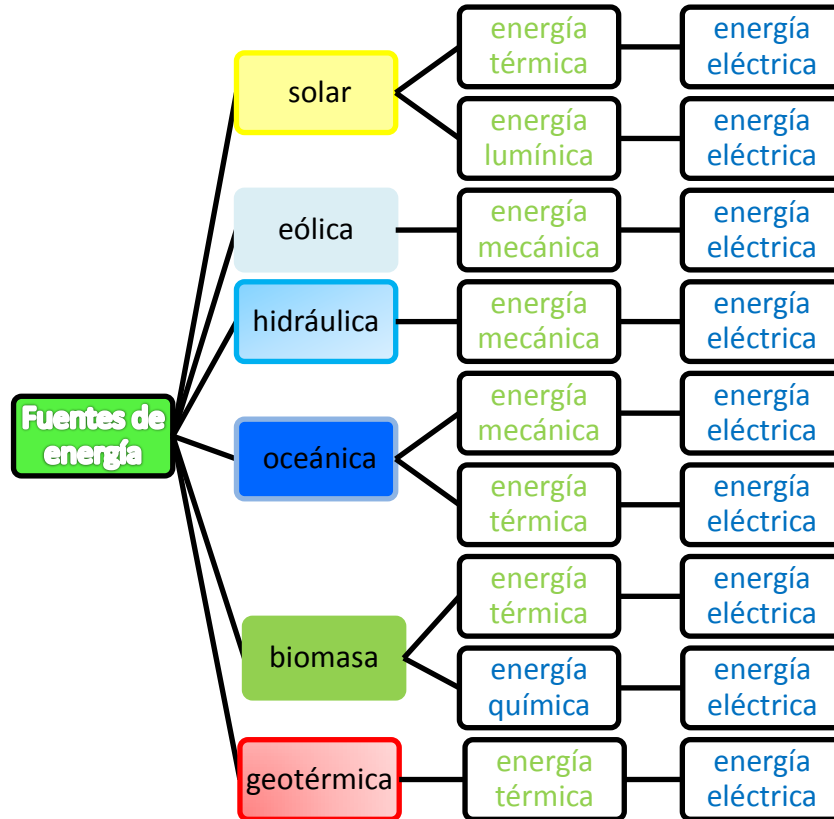 Fuentes de
energía
solar
energía
térmica
energía
eléctrica
energía
lumínica
energía
eléctrica
eólica
energía
mecánica
energía
eléctrica
hidráulica
energía
mecánica
energía
eléctrica
oceánica
energía
mecánica
energía
eléctrica
energía
térmica
energía
eléctrica
biomasa
energía
térmica
energía
eléctrica
energía
química
energía
eléctrica
geotérmica
energía
térmica
energía
eléctrica